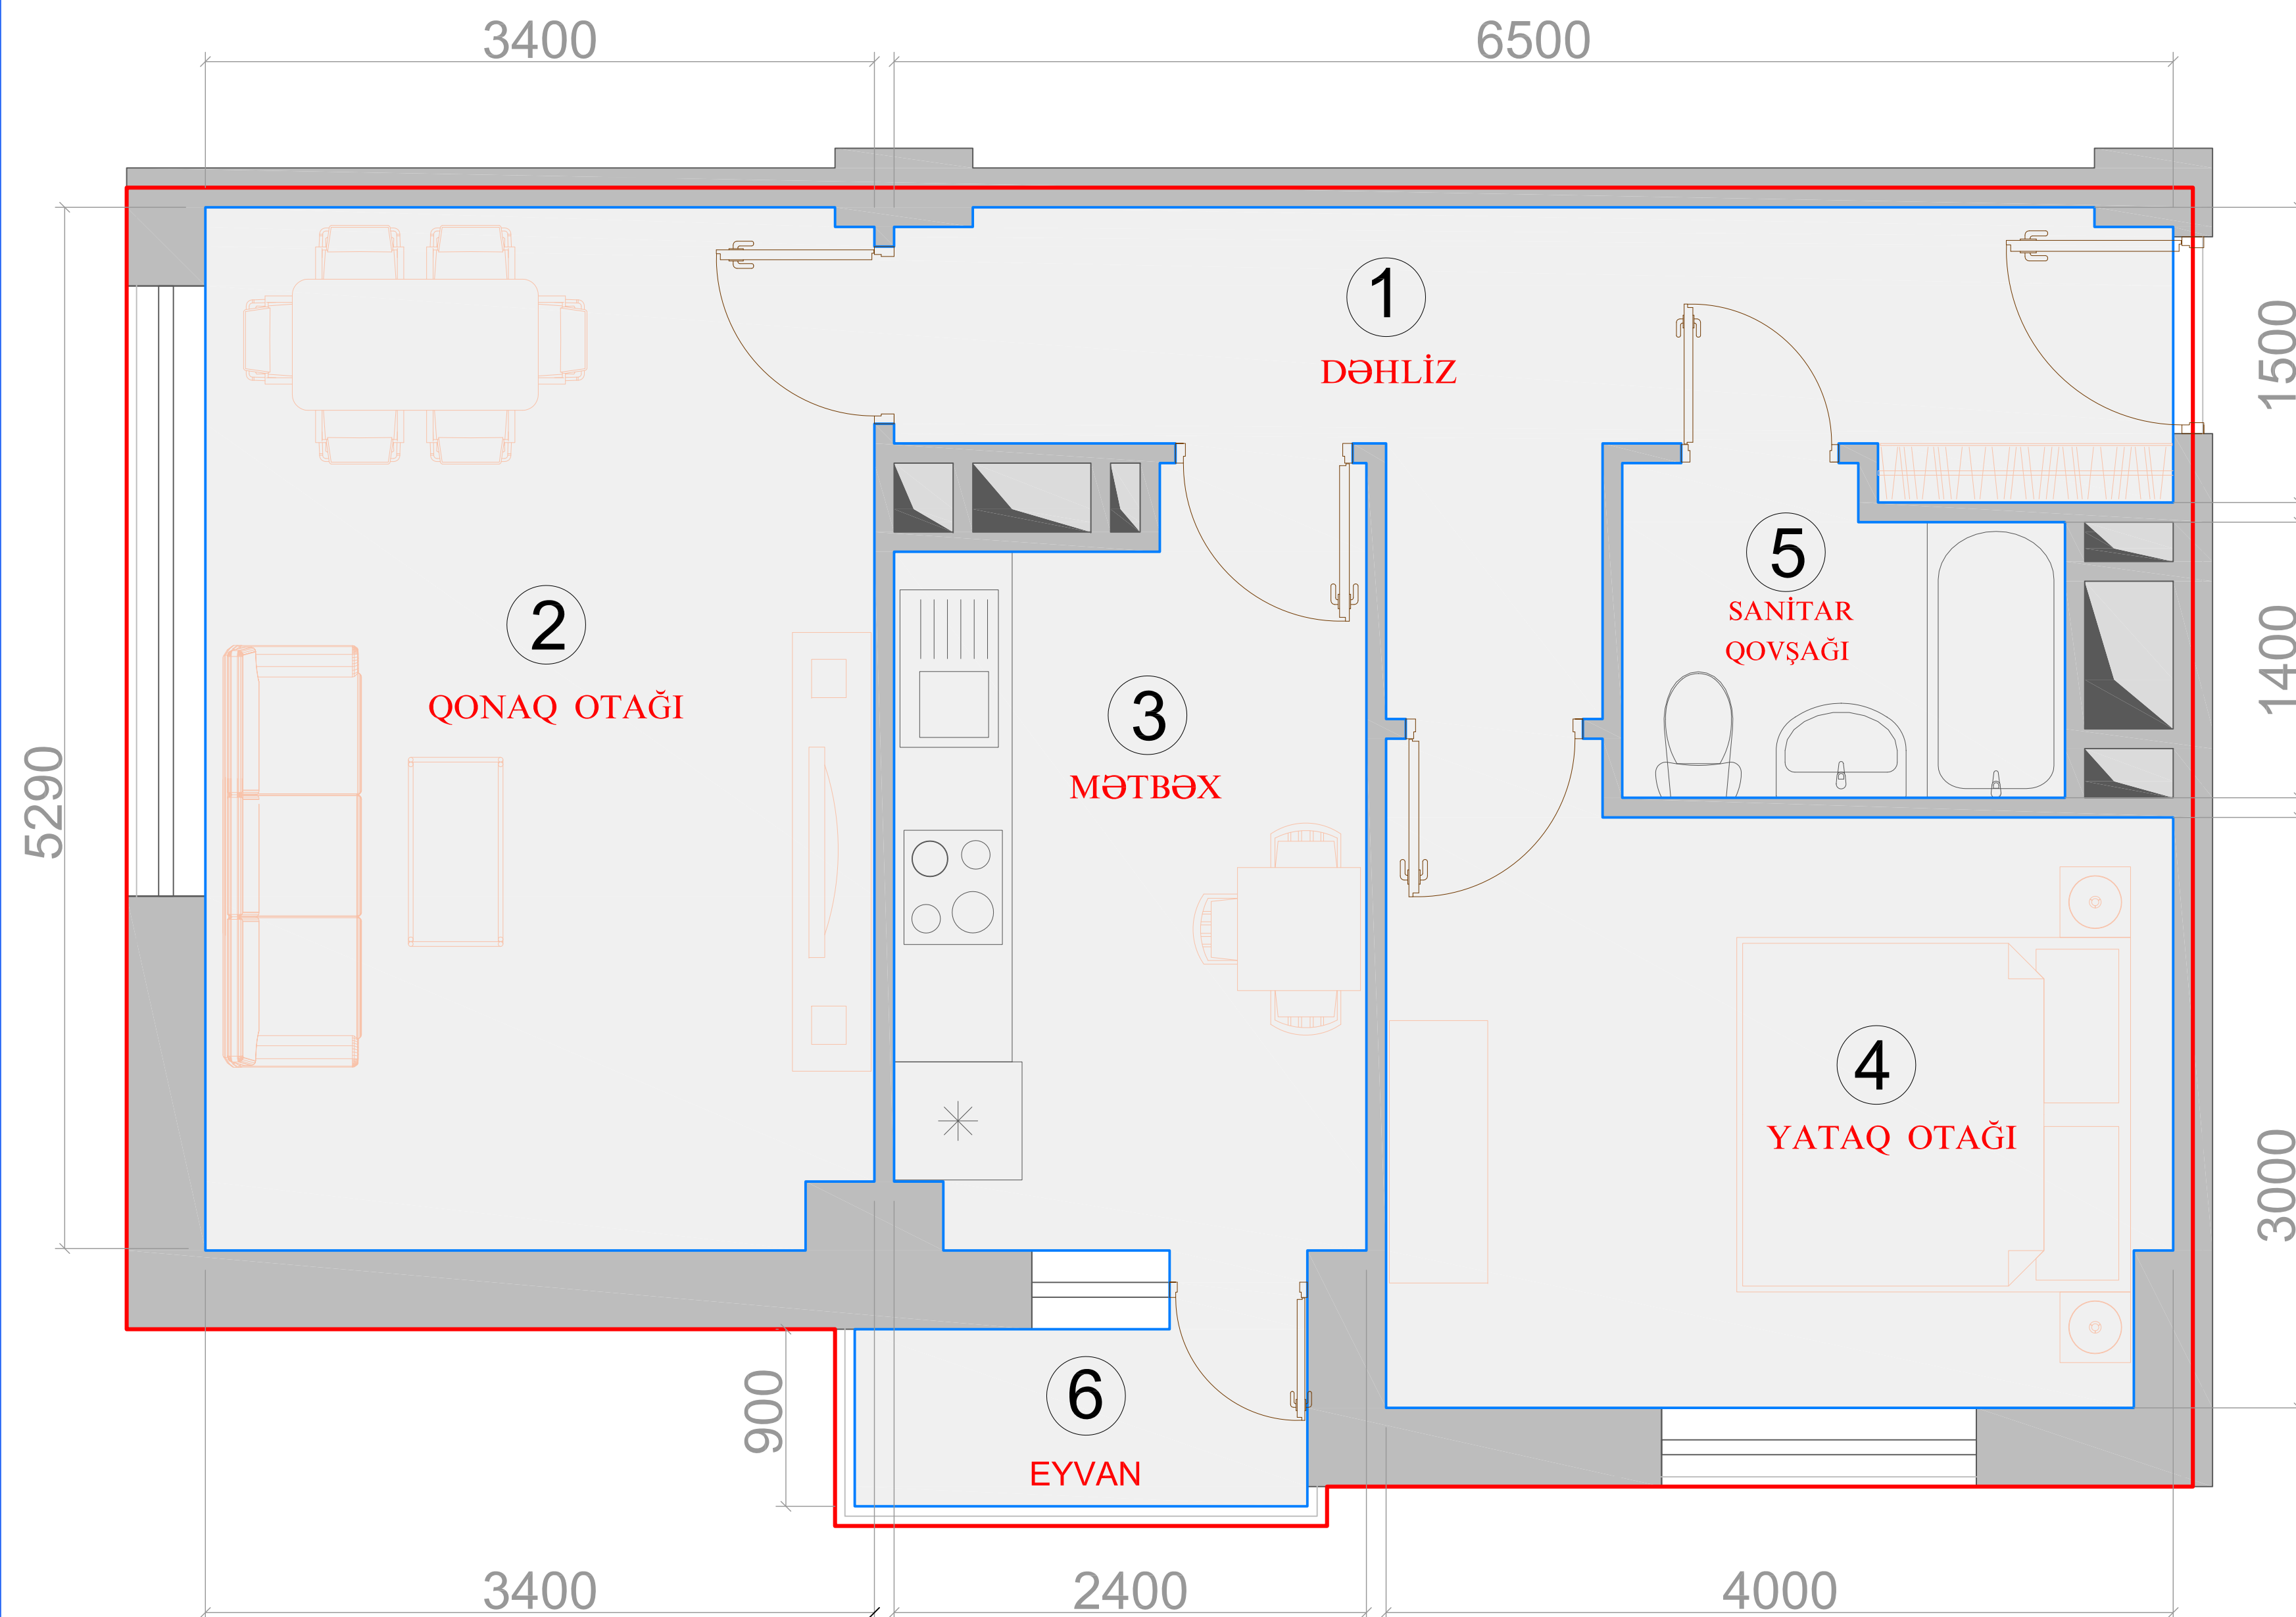 3400
6500
1
DƏHLİZ
1500
2
QONAQ OTAĞI
5
SANİTAR
QOVŞAĞI
1400
3
MƏTBƏX
5290
4
YATAQ OTAĞI
3000
6
EYVAN
900
3400
2400
4000